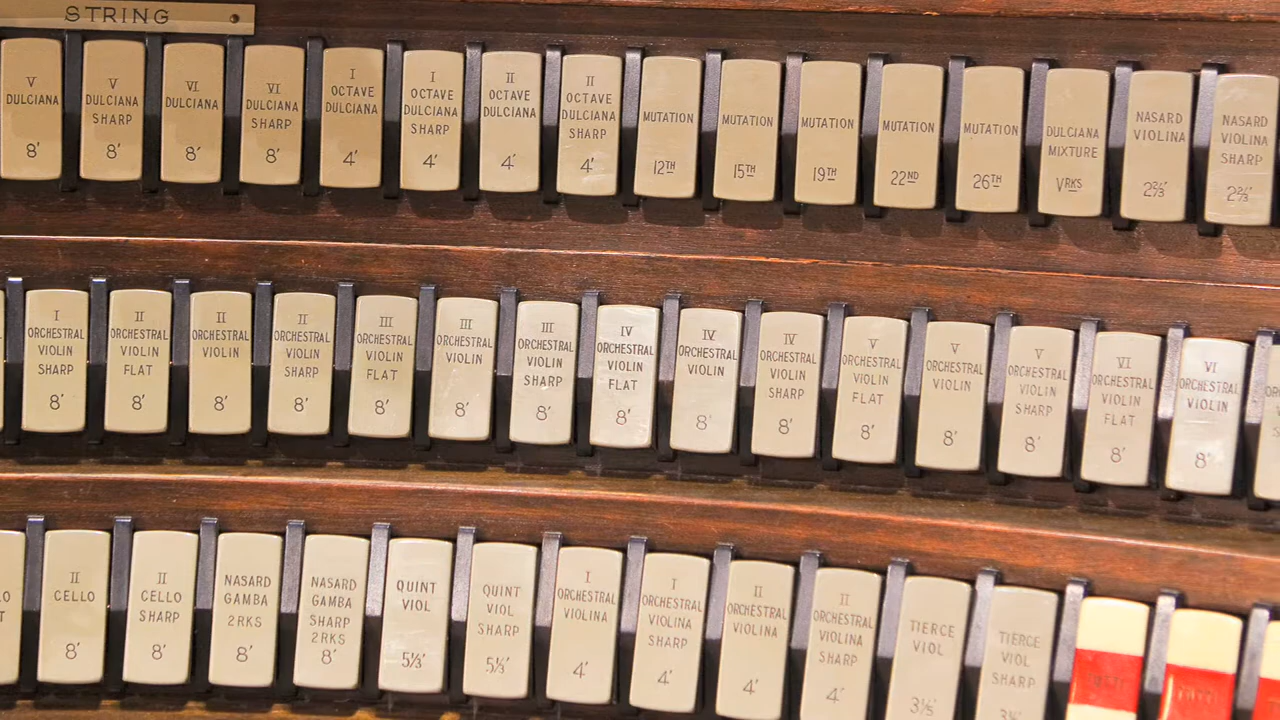 STRING
V DULCIANA 8'
V DULCIANA SHARP 8'
VI DULCIANA 8'
VI DULCIANA SHARP 8'
I OCTAVE DULCIANA 4'
I OCTAVE DULCIANA SHARP 4'
II OCTAVE DULCIANA 4'
II OCTAVE DULCIANA SHARP 4'
MUTATION 12TH
MUTATION 15TH
MUTATION 19TH
MUTATION 22ND
MUTATION 26TH
DULCIANA MIXTURE VRKS
NASARD VIOLINA 2⅔'
NASARD VIOLINA SHARP 2⅔'
I ORCHESTRAL VIOLIN SHARP 8'
II ORCHESTRAL VIOLIN FLAT 8'
II ORCHESTRAL VIOLIN 8'
II ORCHESTRAL VIOLIN SHARP 8'
III ORCHESTRAL VIOLIN FLAT 8'
III ORCHESTRAL VIOLIN 8'
III ORCHESTRAL VIOLIN SHARP 8'
IV ORCHESTRAL VIOLIN FLAT 8'
IV ORCHESTRAL VIOLIN 8'
IV ORCHESTRAL VIOLIN SHARP 8'
V ORCHESTRAL VIOLIN FLAT 8'
V ORCHESTRAL VIOLIN 8'
V ORCHESTRAL VIOLIN SHARP 8'
VI ORCHESTRAL VIOLIN FLAT 8'
VI ORCHESTRAL VIOLIN 8'
II CELLO 8'
II CELLO SHARP 8'
NASARD GAMBA 2RKS 8'
NASARD GAMBA SHARP 2RKS 8'
QUINT VIOL 5⅓'
QUINT VIOL SHARP 5⅓'
I ORCHESTRAL VIOLINA 4'
I ORCHESTRAL VIOLINA SHARP 4'
II ORCHESTRAL VIOLINA 4'
II ORCHESTRAL VIOLINA SHARP 4'
TIERCE VIOL 3⅕'
TIERCE VIOL SHARP